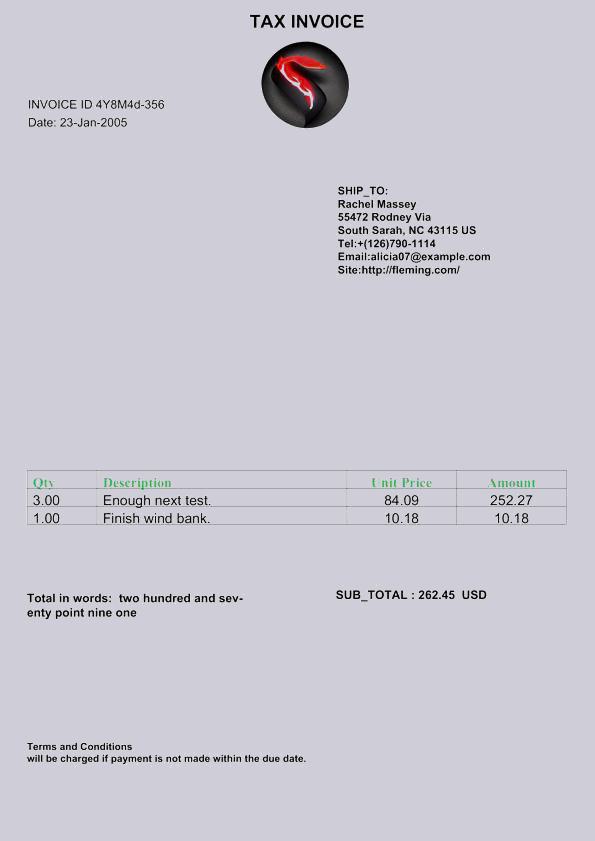 TAX INVOICE
INVOICE ID 4Y8M4d-356
Date: 23-Jan-2005
SHIP_TO:
Rachel Massey
55472 Rodney Via
South Sarah, NC 43115 US
Tel:+(126)790-1114
Email:alicia07@example.com
Site:http://fleming.com/
Qty Description Unit Price Amount
3.00 Enough next test. 84.09 252.27
1.00 Finish wind bank. 10.18 10.18
Total in words: two hundred and sev-
enty point nine one
SUB_TOTAL : 262.45 USD
Terms and Conditions
will be charged if payment is not made within the due date.